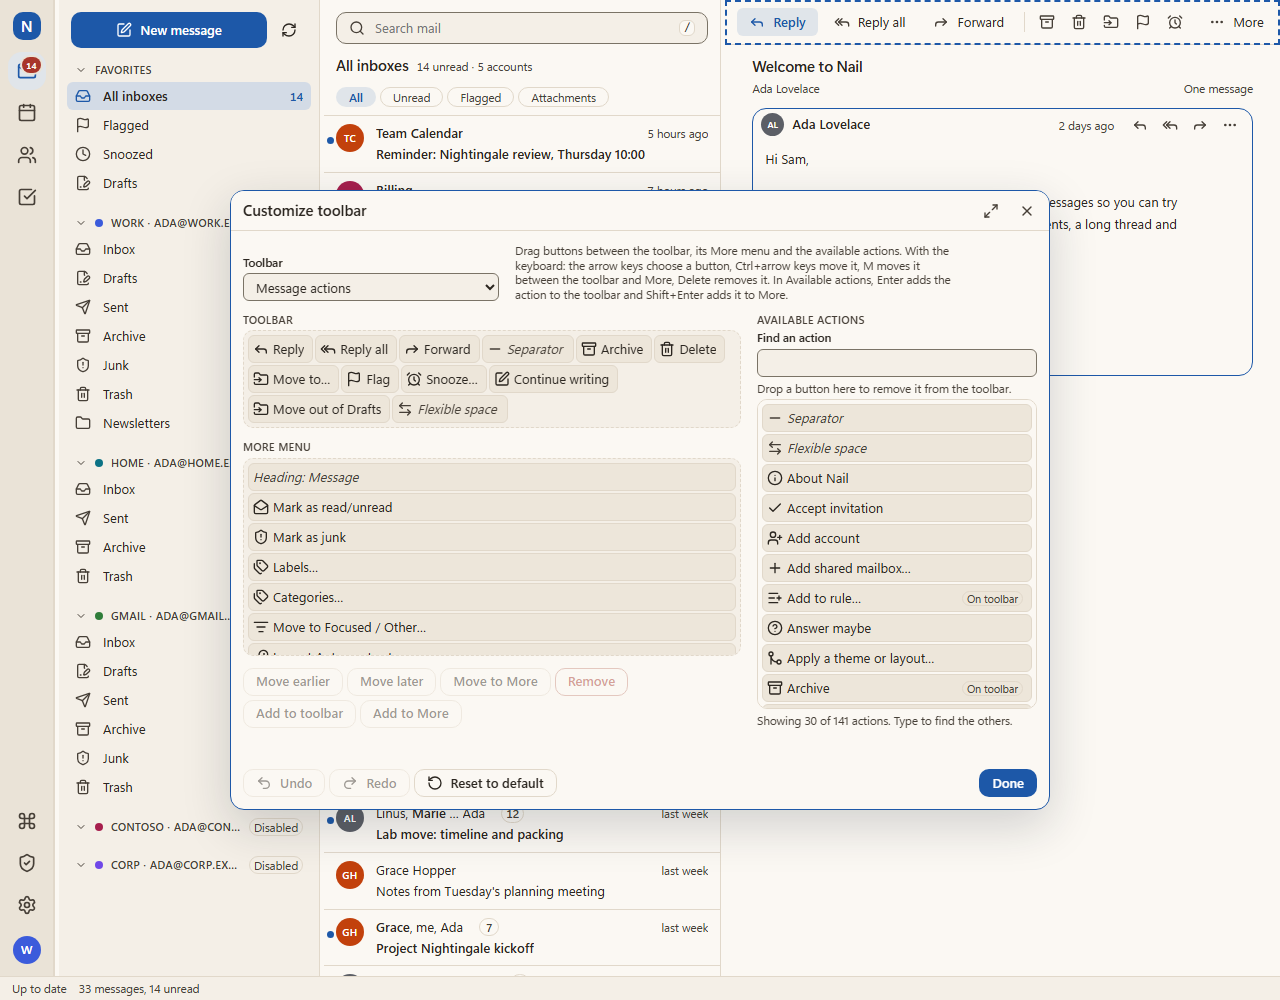 N
New message
Search mail
/
Reply
Reply all
Forward
More
14
FAVORITES
All inboxes
14
Flagged
Snoozed
Drafts
All inboxes
14 unread · 5 accounts
All
Unread
Flagged
Attachments
TC
Team Calendar
5 hours ago
Reminder: Nightingale review, Thursday 10:00
Billing
7 hours ago
Welcome to Nail
Ada Lovelace
One message
AL
Ada Lovelace
2 days ago
Hi Sam,
essages so you can try
nts, a long thread and
WORK · ADA@WORK.E
Inbox
Drafts
Sent
Archive
Junk
Trash
Newsletters
HOME · ADA@HOME.E
Inbox
Sent
Archive
Trash
GMAIL · ADA@GMAIL...
Inbox
Drafts
Sent
Archive
Junk
Trash
CONTOSO · ADA@CON...
Disabled
CORP · ADA@CORP.EX...
Disabled
Customize toolbar
Toolbar
Message actions
Drag buttons between the toolbar, its More menu and the available actions. With the
keyboard: the arrow keys choose a button, Ctrl+arrow keys move it, M moves it
between the toolbar and More, Delete removes it. In Available actions, Enter adds the
action to the toolbar and Shift+Enter adds it to More.
TOOLBAR
Reply
Reply all
Forward
Separator
Archive
Delete
Move to...
Flag
Snooze...
Continue writing
Move out of Drafts
Flexible space
MORE MENU
Heading: Message
Mark as read/unread
Mark as junk
Labels...
Categories...
Move to Focused / Other...
Move earlier
Move later
Move to More
Remove
Add to toolbar
Add to More
AVAILABLE ACTIONS
Find an action
Drop a button here to remove it from the toolbar.
Separator
Flexible space
About Nail
Accept invitation
Add account
Add shared mailbox...
Add to rule...
On toolbar
Answer maybe
Apply a theme or layout...
Archive
On toolbar
Showing 30 of 141 actions. Type to find the others.
Undo
Redo
Reset to default
Done
AL
Linus, Marie ... Ada
12
last week
Lab move: timeline and packing
GH
Grace Hopper
last week
Notes from Tuesday's planning meeting
GH
Grace, me, Ada
7
last week
Project Nightingale kickoff
W
Up to date
33 messages, 14 unread